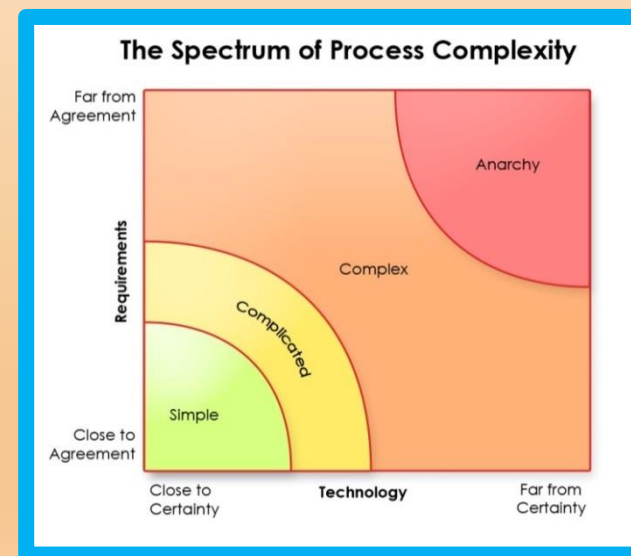 The Spectrum of Process Complexity
Far from
Agreement
Anarchy
Requirements
Complex
Complicated
Simple
Close to
Agreement
Close to
Certainty
Technology
Far from
Certainty